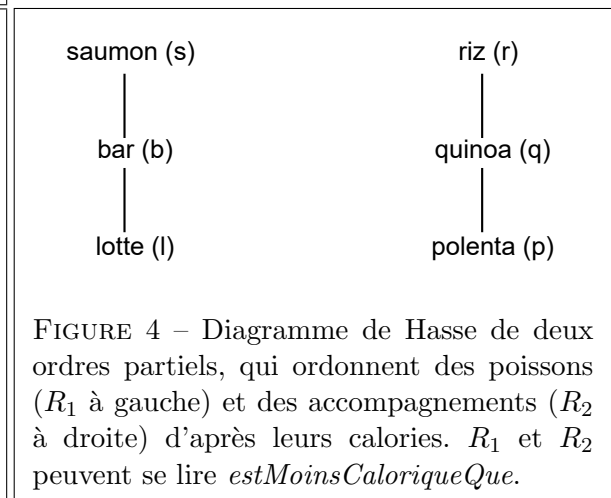 saumon (s) riz (r)
bar (b) quinoa (q)
lotte (l) polenta (p)
FIGURE 4 – Diagramme de Hasse de deux
ordres partiels, qui ordonnent des poissons
(R₁ à gauche) et des accompagnements (R₂
à droite) d'après leurs calories. R₁ et R₂
peuvent se lire estMoinsCaloriqueQue.